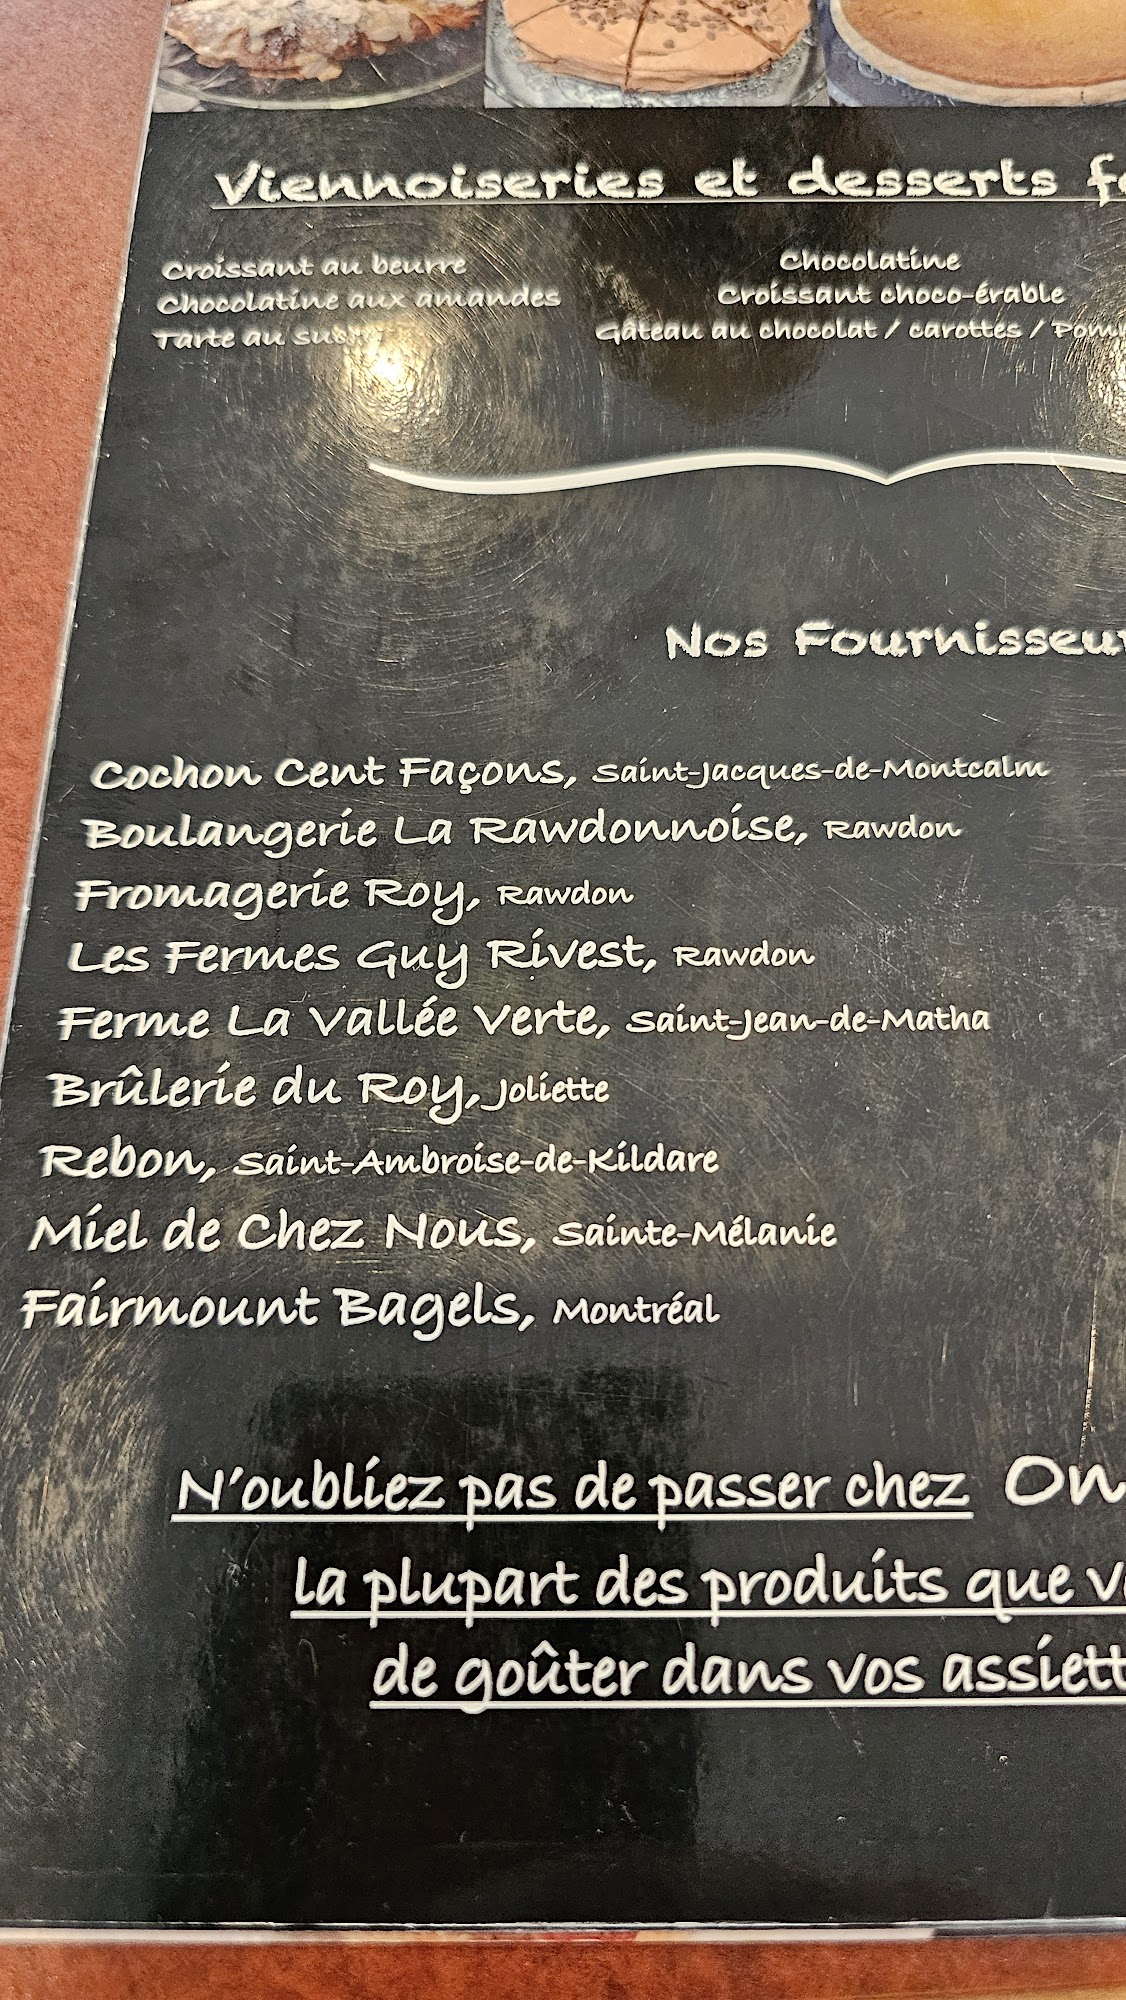 Viennoiseries et desserts
Croissant au beurre
Chocolatine aux amandes
Tarte au
Chocolatine
Croissant choco-érable
Gâteau au chocolat / carottes /
Nos
Cochon Cent Façons, Saint-Jacques-de-Montcalm
Boulangerie La Rawdonnoise, Rawdon
Fromagerie Roy, Rawdon
Les Fermes Guy Rivest, Rawdon
Ferme La Vallée Verte, Saint-Jean-de-Matha
Brûlerie du Roy, Joliette
Rebon, Saint-Ambroise-de-Kildare
Miel de Chez Nous, Sainte-Mélanie
Fairmount Bagels, Montréal
N'oubliez pas de passer chez
la plupart des produits que
de goûter dans vos